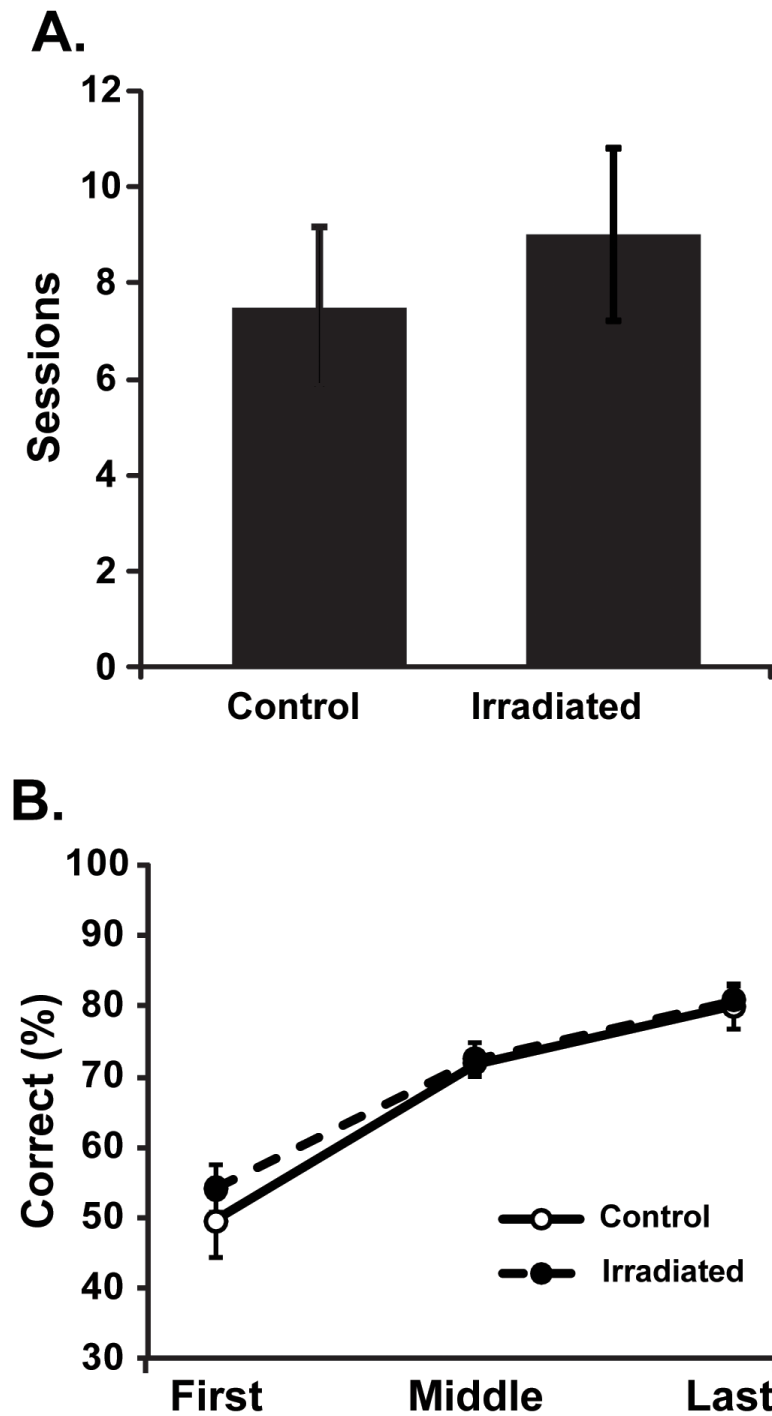 A.
12
10
8
6
4
2
0
Sessions
Control Irradiated
B.
100
90
80
70
60
50
40
30
Correct (%)
Control
Irradiated
First Middle Last